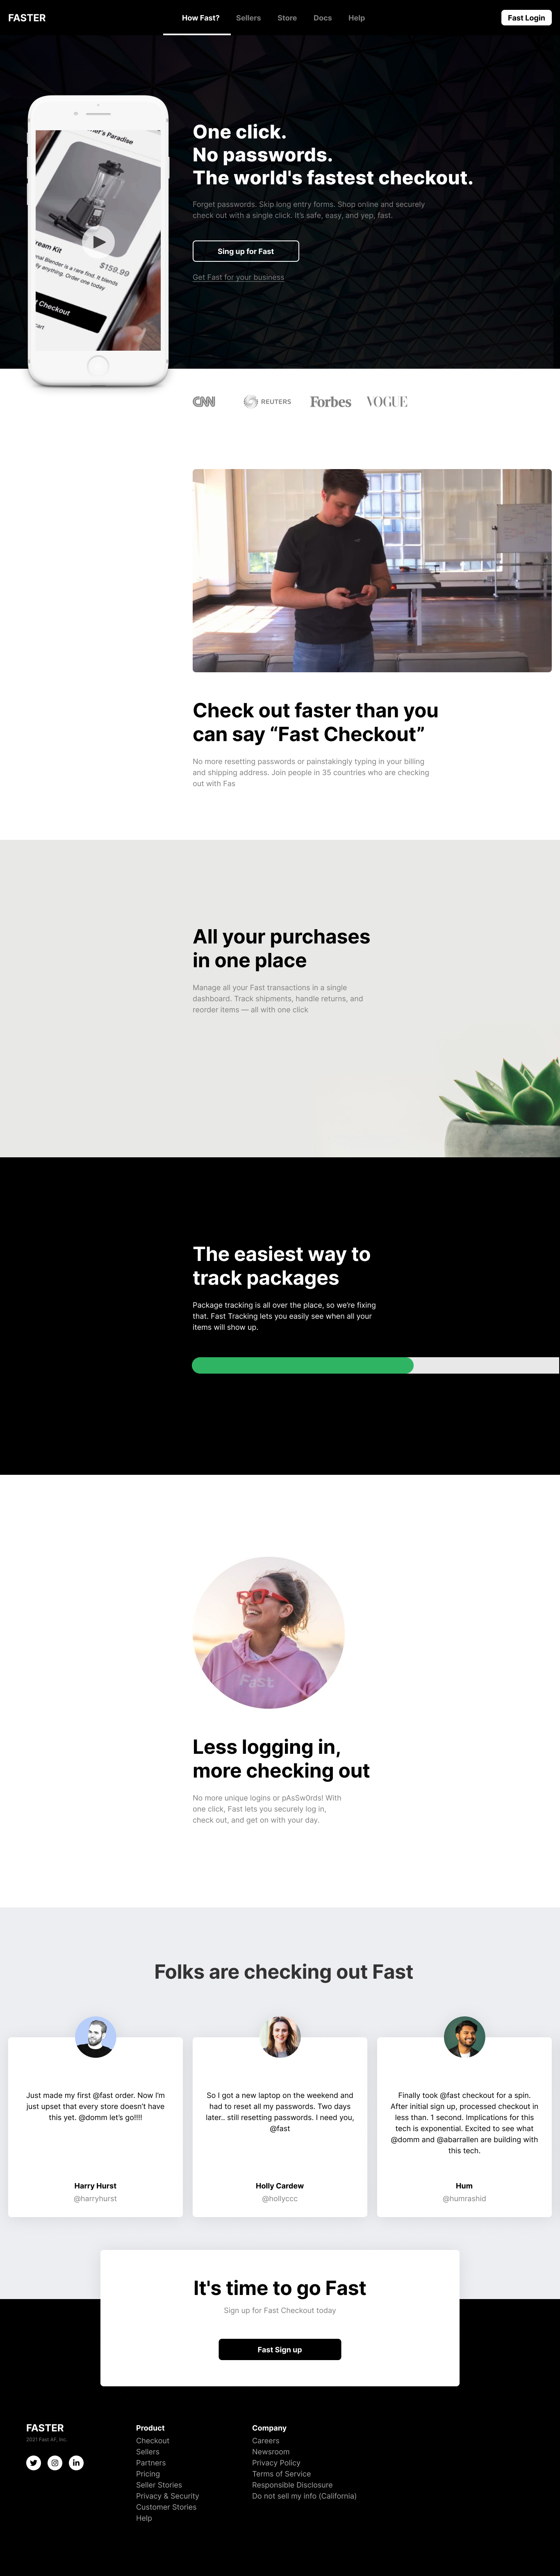 FASTER
How Fast?
Sellers
Store
Docs
Help
Fast Login
's Paradise
ream Kit
$159.99
nal Blender is a rare find. It blends
ly anything. Order one today
Checkout
cart
One click.
No passwords.
The world's fastest checkout.
Forget passwords. Skip long entry forms. Shop online and securely
check out with a single click. It's safe, easy, and yep, fast.
Sing up for Fast
Get Fast for your business
CNN
REUTERS
Forbes
VOGUE
Check out faster than you
can say “Fast Checkout”
No more resetting passwords or painstakingly typing in your billing
and shipping address. Join people in 35 countries who are checking
out with Fas
All your purchases
in one place
Manage all your Fast transactions in a single
dashboard. Track shipments, handle returns, and
reorder items — all with one click
The easiest way to
track packages
Package tracking is all over the place, so we're fixing
that. Fast Tracking lets you easily see when all your
items will show up.
Fast
Less logging in,
more checking out
No more unique logins or pAsSw0rds! With
one click, Fast lets you securely log in,
check out, and get on with your day.
Folks are checking out Fast
Just made my first @fast order. Now I'm
just upset that every store doesn't have
this yet. @domm let's go!!!!
Harry Hurst
@harryhurst
So I got a new laptop on the weekend and
had to reset all my passwords. Two days
later.. still resetting passwords. I need you,
@fast
Holly Cardew
@hollyccc
Finally took @fast checkout for a spin.
After initial sign up, processed checkout in
less than. 1 second. Implications for this
tech is exponential. Excited to see what
@domm and @abarrallen are building with
this tech.
Hum
@humrashid
It's time to go Fast
Sign up for Fast Checkout today
Fast Sign up
FASTER
2021 Fast AF, Inc.
Product
Checkout
Sellers
Partners
Pricing
Seller Stories
Privacy & Security
Customer Stories
Help
Company
Careers
Newsroom
Privacy Policy
Terms of Service
Responsible Disclosure
Do not sell my info (California)